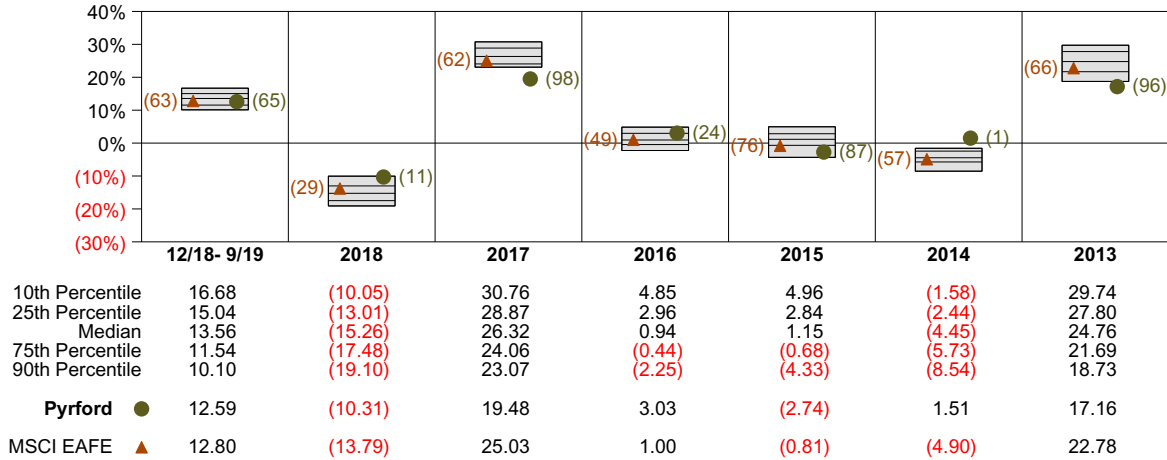 40%
30%
20%
10%
0%
(10%)
(20%)
(30%)
(63) (65)
(29) (11)
(62) (98)
(49) (24)
(76) (87)
(57) (1)
(66) (96)
12/18- 9/19 2018 2017 2016 2015 2014 2013
10th Percentile 16.68 (10.05) 30.76 4.85 4.96 (1.58) 29.74
25th Percentile 15.04 (13.01) 28.87 2.96 2.84 (2.44) 27.80
Median 13.56 (15.26) 26.32 0.94 1.15 (4.45) 24.76
75th Percentile 11.54 (17.48) 24.06 (0.44) (0.68) (5.73) 21.69
90th Percentile 10.10 (19.10) 23.07 (2.25) (4.33) (8.54) 18.73
Pyrford 12.59 (10.31) 19.48 3.03 (2.74) 1.51 17.16
MSCI EAFE 12.80 (13.79) 25.03 1.00 (0.81) (4.90) 22.78